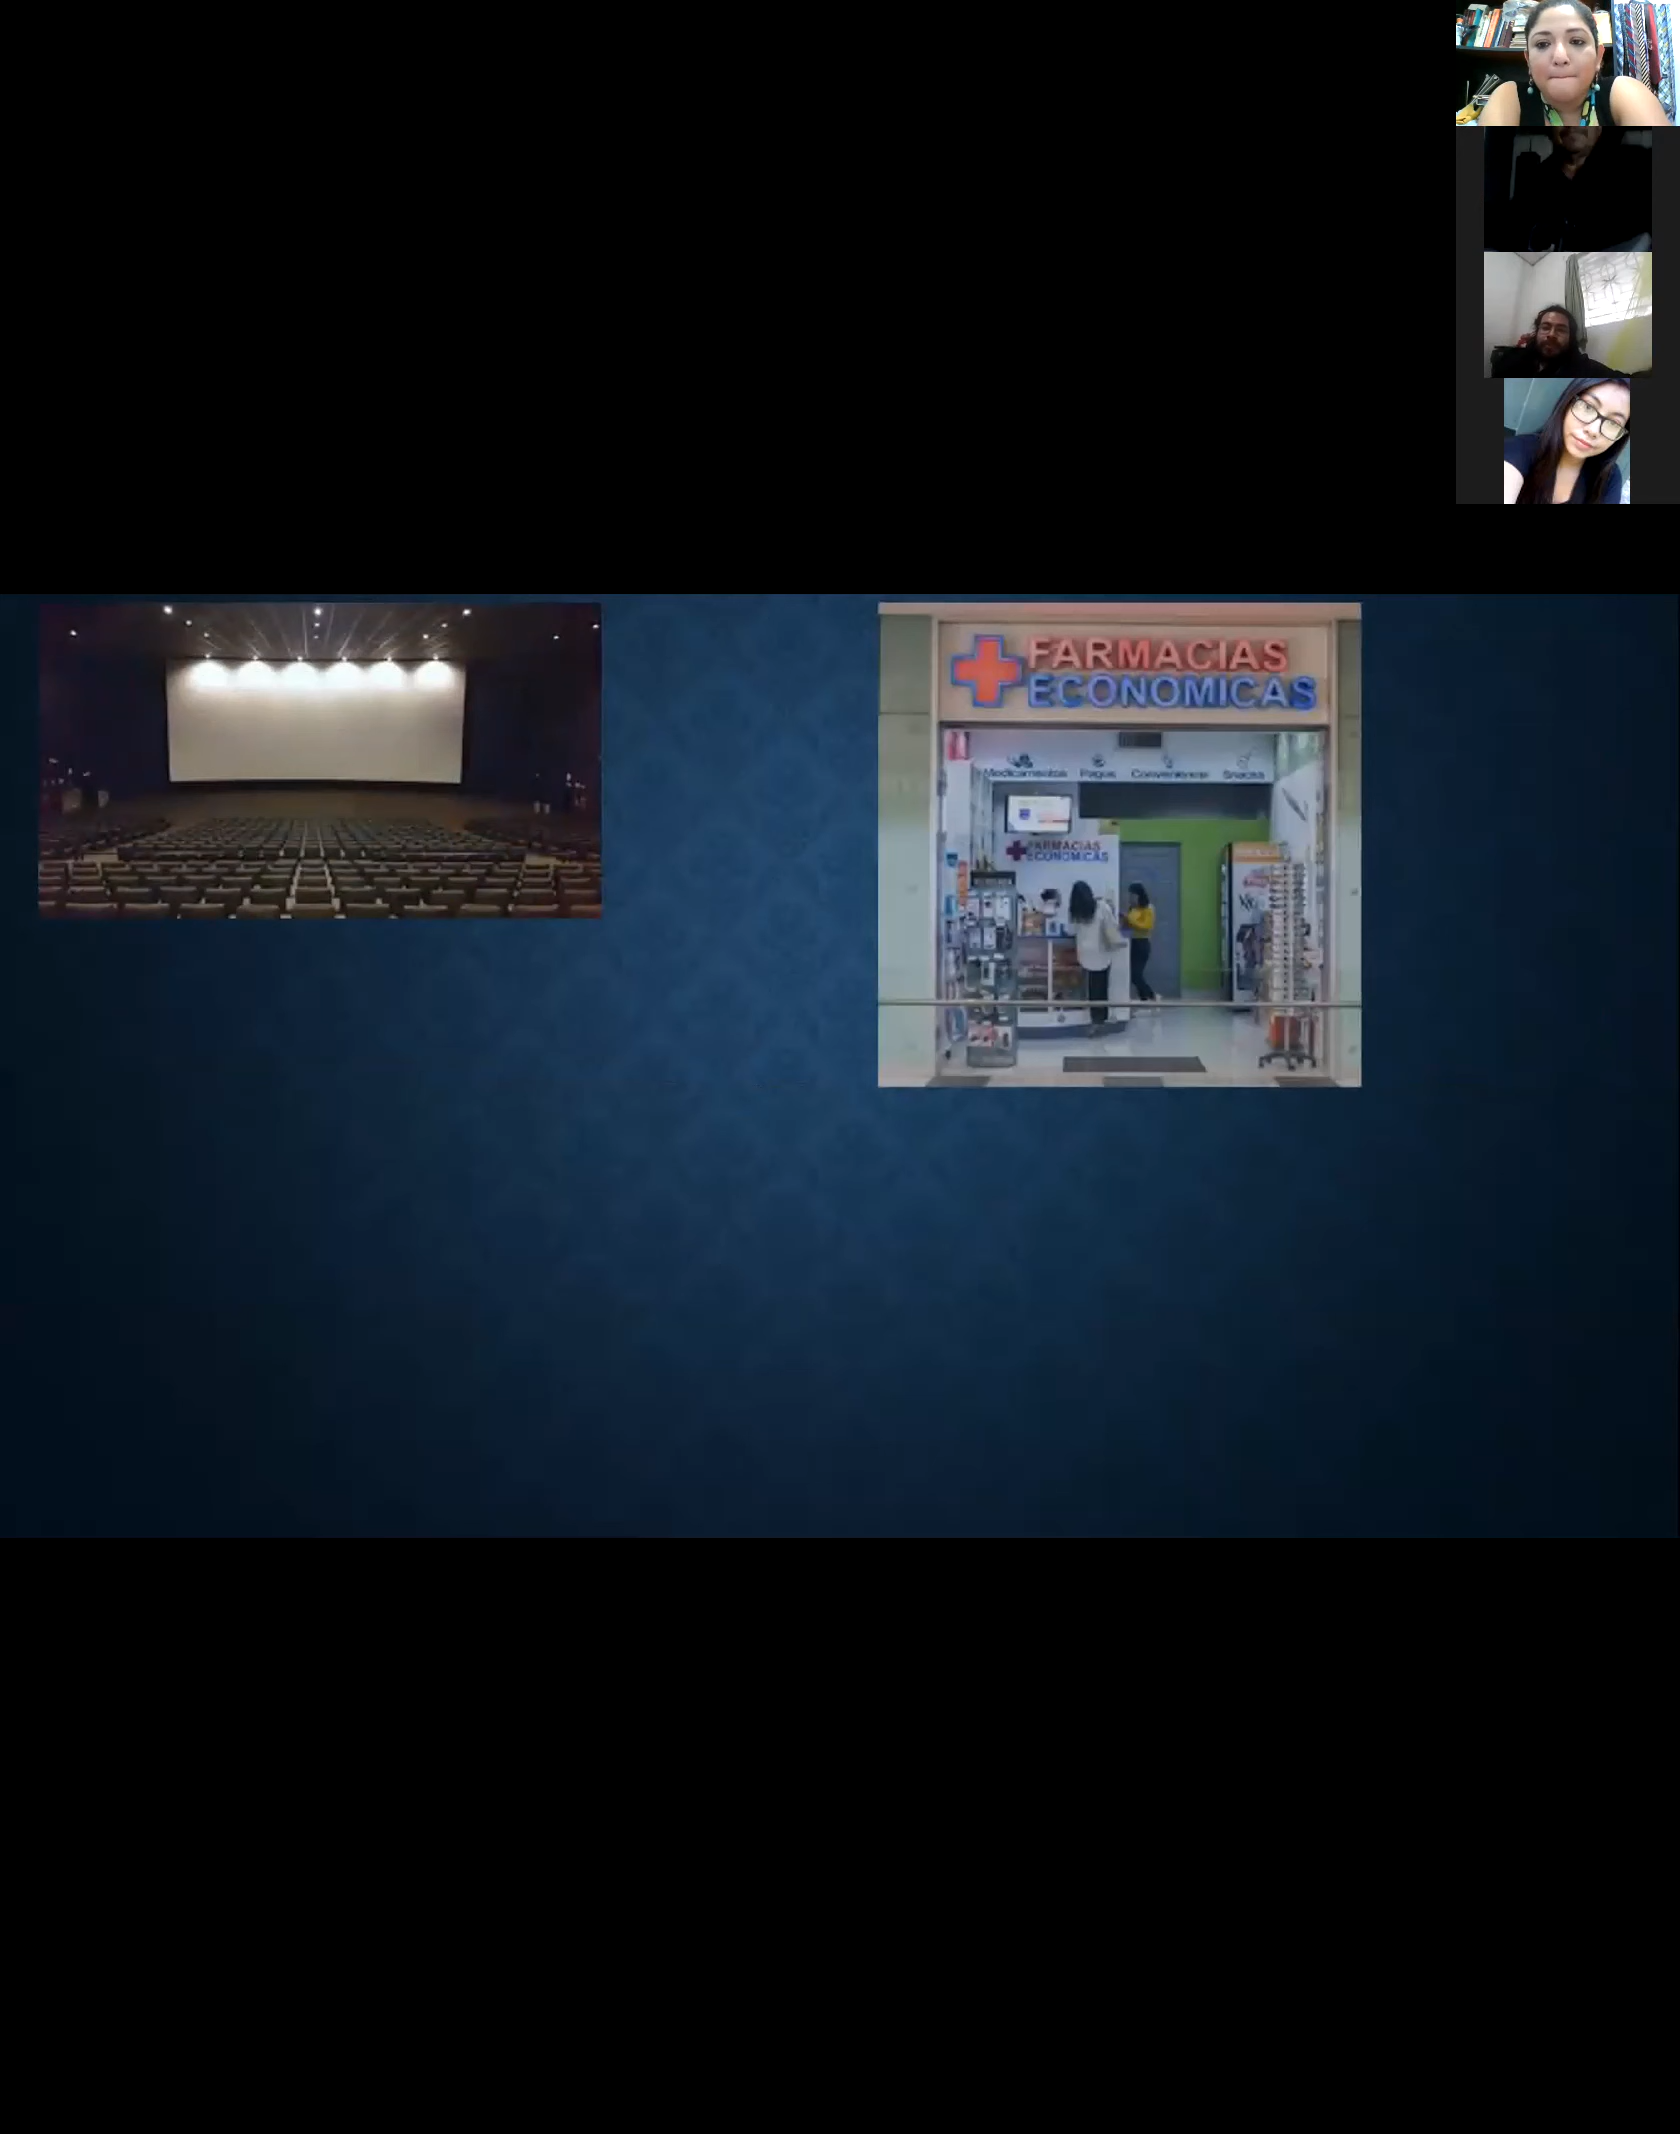 FARMACIAS
ECONOMICAS
Medicamentos Pagos Conveniencia Snacks
FARMACIAS
ECONOMICAS